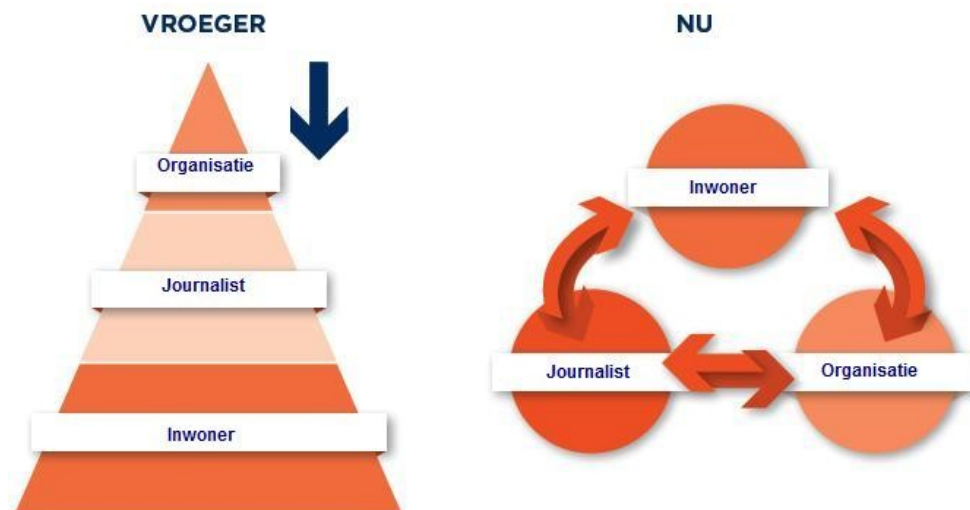 VROEGER
Organisatie
Journalist
Inwoner
NU
Inwoner
Journalist
Organisatie